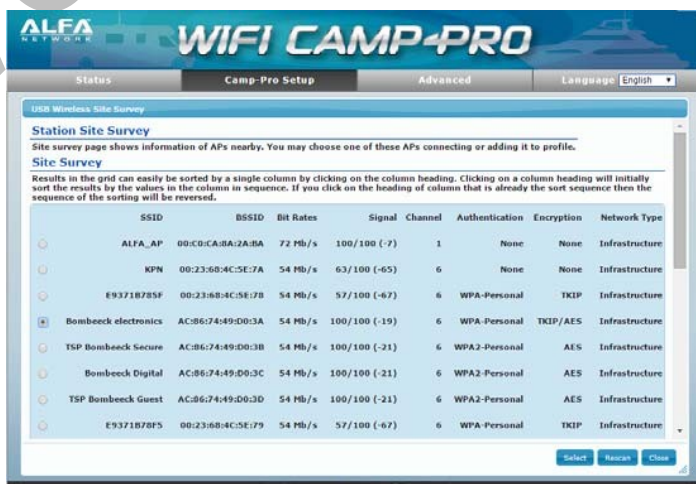 ALFA
NETWORK
WIFI CAMP-PRO
Status Camp-Pro Setup Advanced Language English
USB Wireless Site Survey
Station Site Survey
Site survey page shows information of APs nearby. You may choose one of these APs connecting or adding it to profile.
Site Survey
Results in the grid can easily be sorted by a single column by clicking on the column heading. Clicking on a column heading will initially
sort the results by the values in the column in sequence. If you click on the heading of column that is already the sort sequence then the
sequence of the sorting will be reversed.
SSID BSSID Bit Rates Signal Channel Authentication Encryption Network Type
ALFA_AP 00:C0:CA:8A:2A:BA 72 Mb/s 100/100 (-7) 1 None None Infrastructure
KPN 00:23:68:4C:5E:7A 54 Mb/s 63/100 (-65) 6 None None Infrastructure
E9371B785F 00:23:68:4C:5E:78 54 Mb/s 57/100 (-67) 6 WPA-Personal TKIP Infrastructure
Bombeeck electronics AC:86:74:49:D0:3A 54 Mb/s 100/100 (-19) 6 WPA-Personal TKIP/AES Infrastructure
TSP Bombeeck Secure AC:86:74:49:D0:3B 54 Mb/s 100/100 (-21) 6 WPA2-Personal AES Infrastructure
Bombeeck Digital AC:86:74:49:D0:3C 54 Mb/s 100/100 (-21) 6 WPA2-Personal AES Infrastructure
TSP Bombeeck Guest AC:86:74:49:D0:3D 54 Mb/s 100/100 (-21) 6 WPA2-Personal AES Infrastructure
E9371B78F5 00:23:68:4C:5E:79 54 Mb/s 57/100 (-67) 6 WPA-Personal TKIP Infrastructure
Select Rescan Close